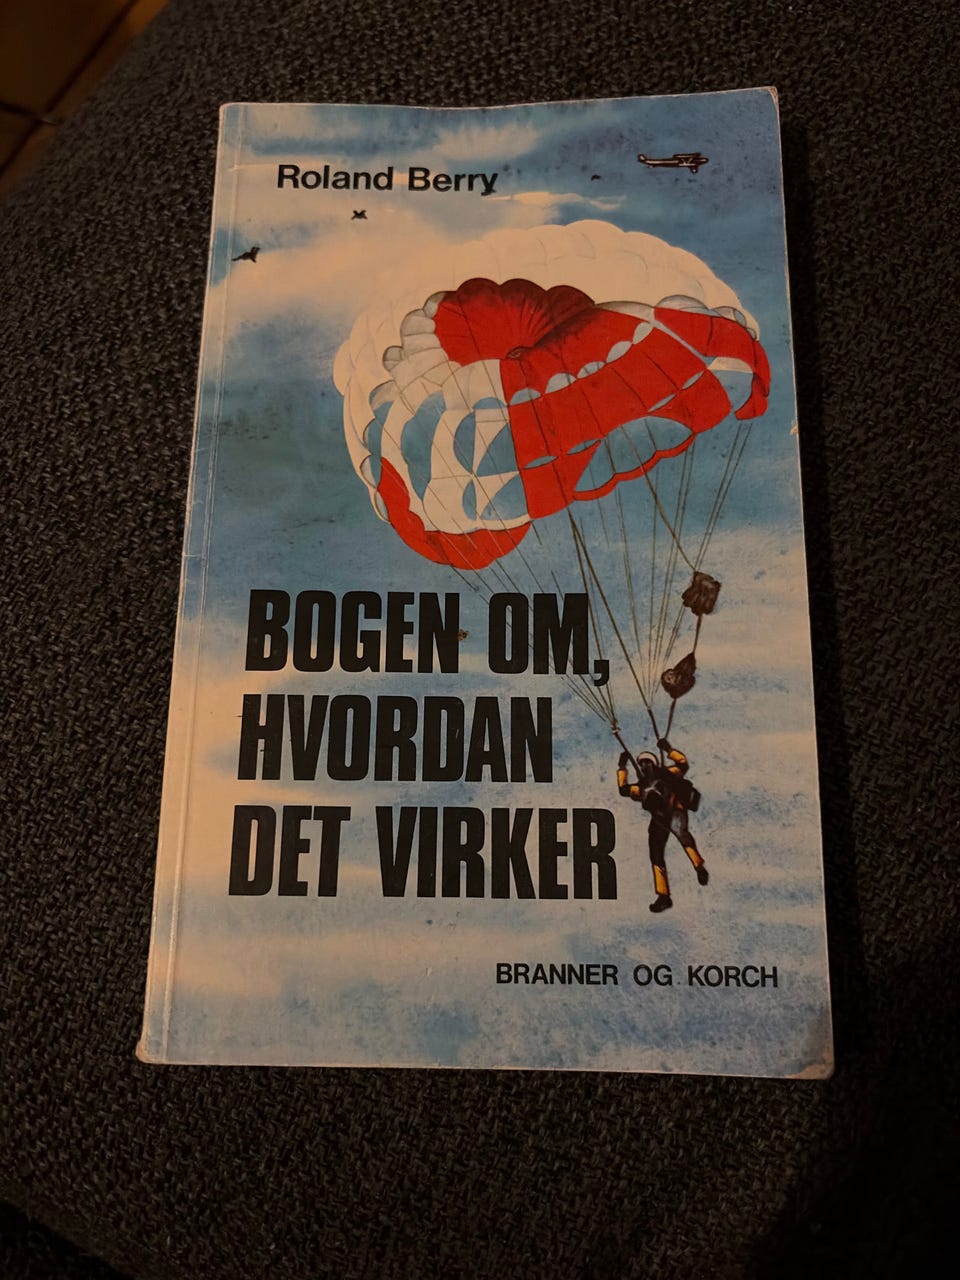 Roland Berry
BOGEN OM,
HVORDAN
DET VIRKER
BRANNER OG KORCH